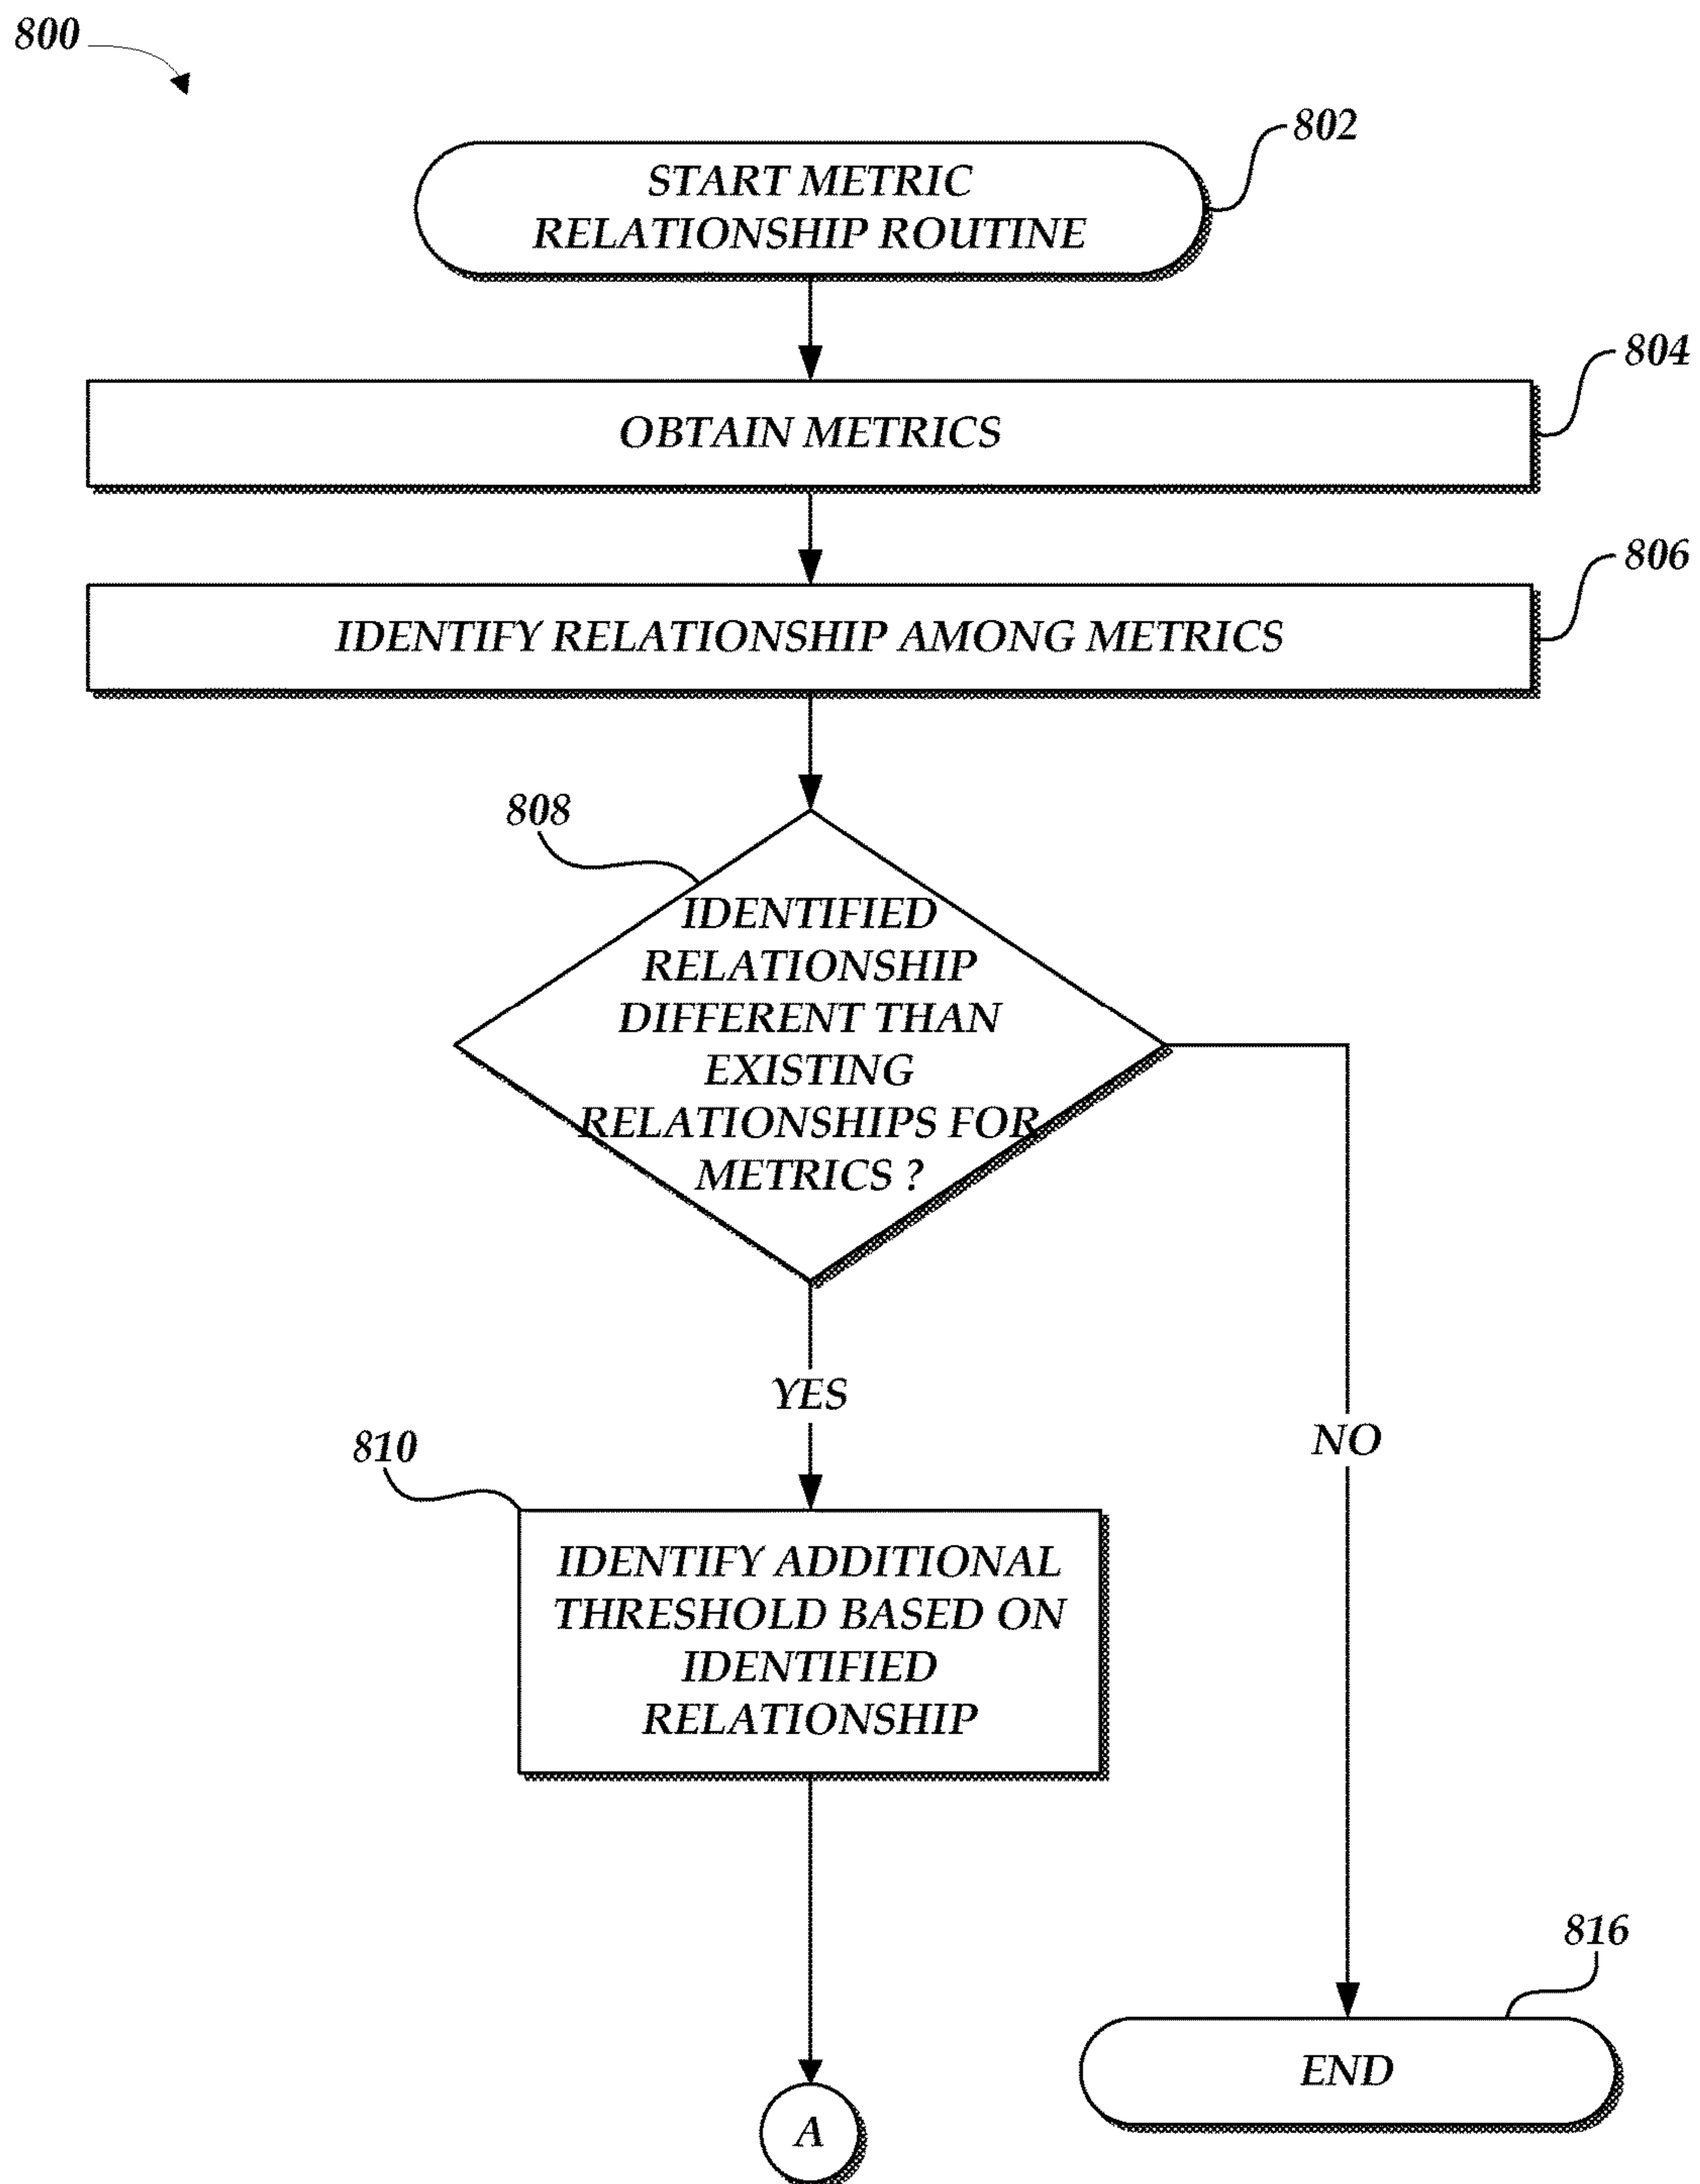 800
802
START METRIC
RELATIONSHIP ROUTINE
804
OBTAIN METRICS
806
IDENTIFY RELATIONSHIP AMONG METRICS
808
IDENTIFIED
RELATIONSHIP
DIFFERENT THAN
EXISTING
RELATIONSHIPS FOR
METRICS ?
YES
NO
810
IDENTIFY ADDITIONAL
THRESHOLD BASED ON
IDENTIFIED
RELATIONSHIP
816
END
A